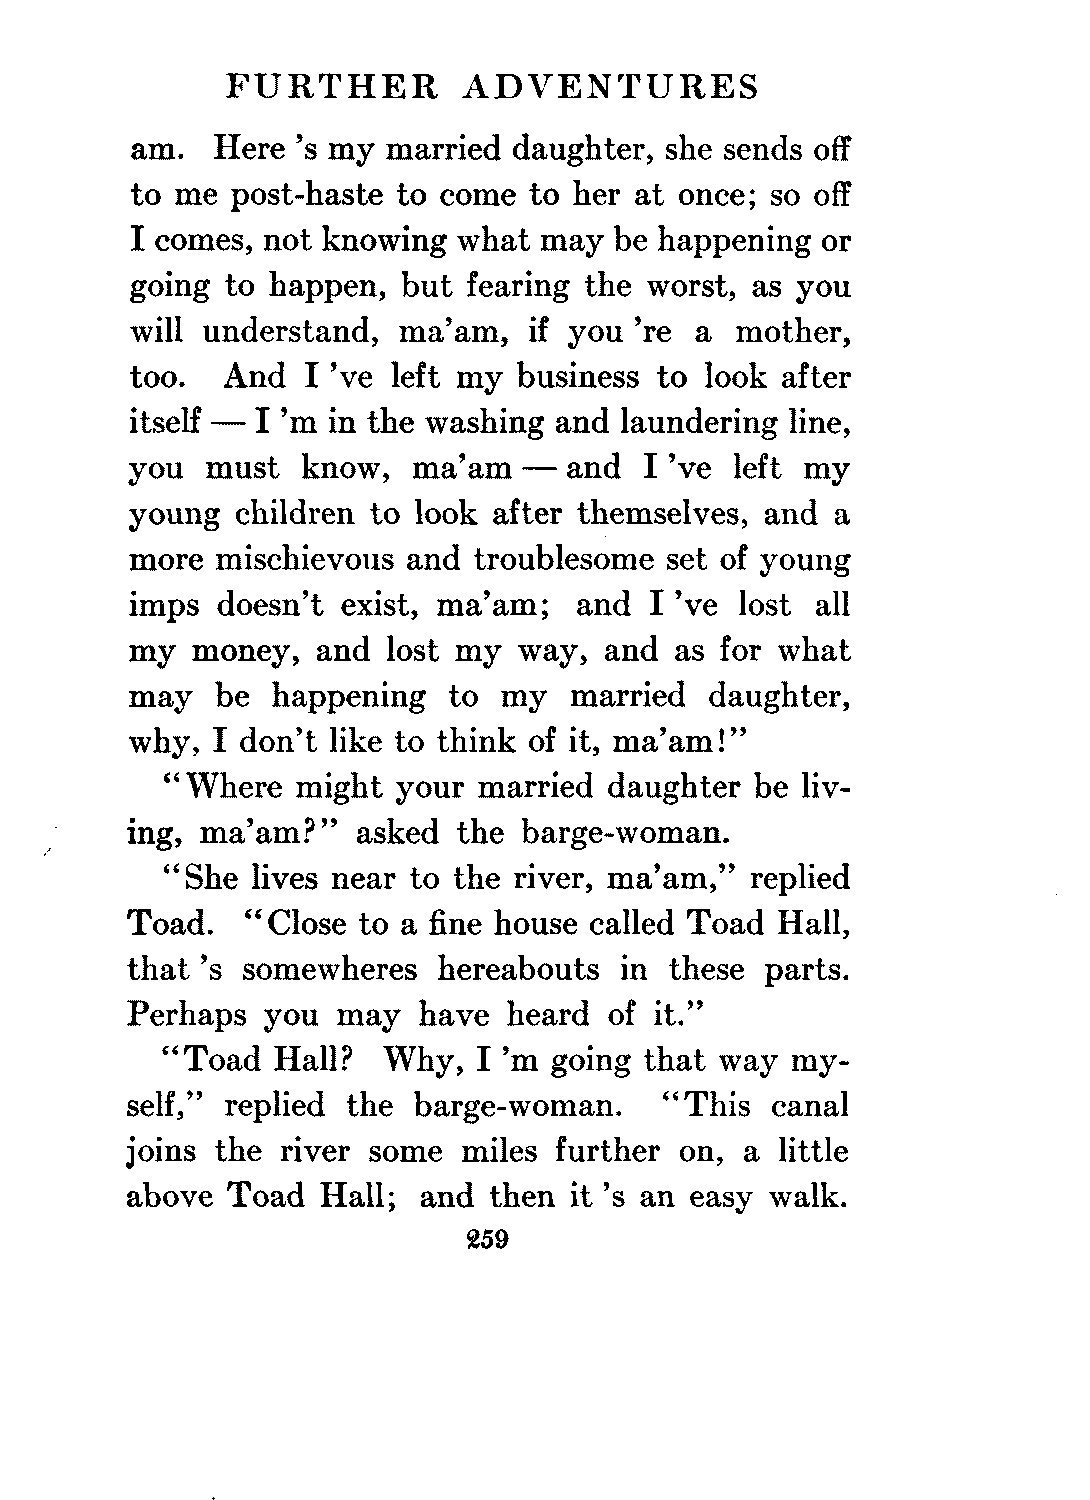 FURTHER ADVENTURES
am. Here 's my married daughter, she sends off
to me post-haste to come to her at once; so off
I comes, not knowing what may be happening or
going to happen, but fearing the worst, as you
will understand, ma'am, if you 're a mother,
too. And I 've left my business to look after
itself — I 'm in the washing and laundering line,
you must know, ma'am — and I 've left my
young children to look after themselves, and a
more mischievous and troublesome set of young
imps doesn't exist, ma'am; and I 've lost all
my money, and lost my way, and as for what
may be happening to my married daughter,
why, I don't like to think of it, ma'am!"
"Where might your married daughter be liv-
ing, ma'am?" asked the barge-woman.
"She lives near to the river, ma'am," replied
Toad. "Close to a fine house called Toad Hall,
that 's somewheres hereabouts in these parts.
Perhaps you may have heard of it."
"Toad Hall? Why, I 'm going that way my-
self," replied the barge-woman. "This canal
joins the river some miles further on, a little
above Toad Hall; and then it 's an easy walk.
259